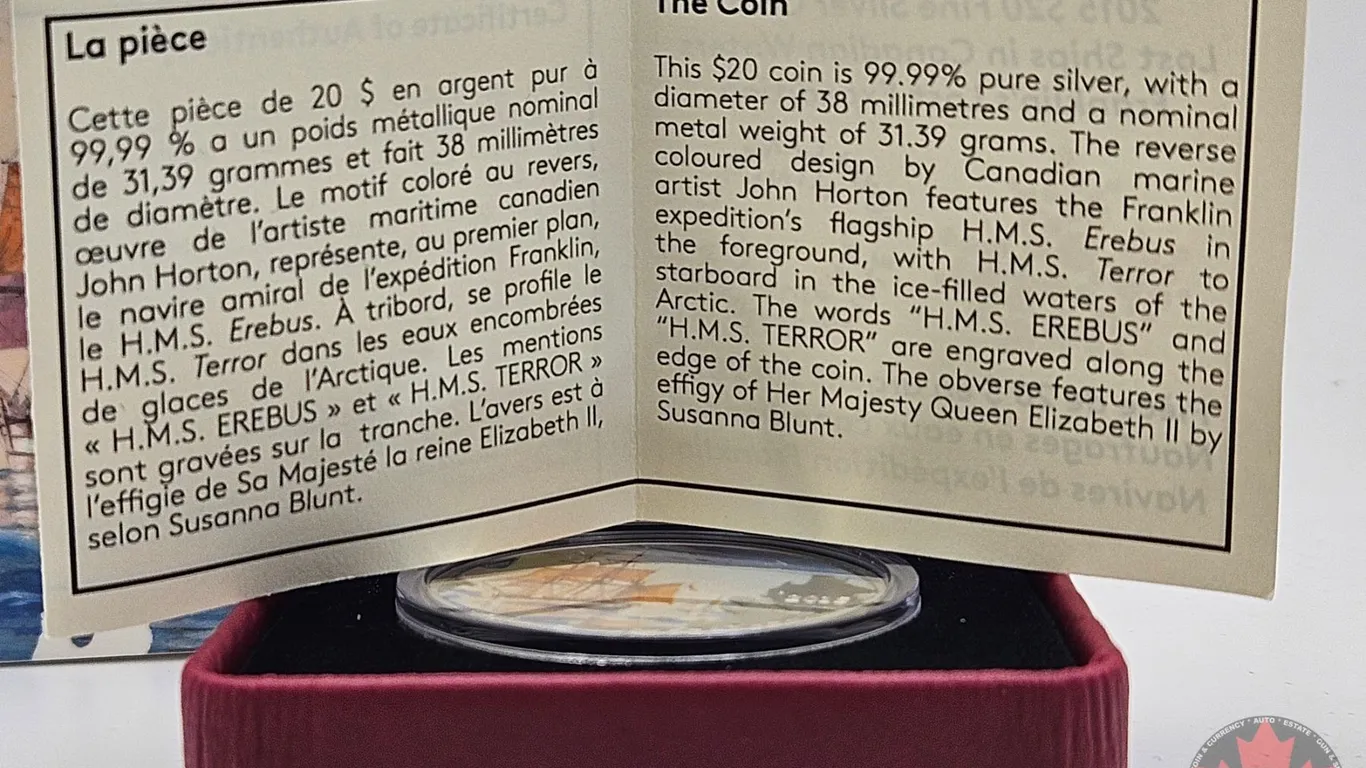 La pièce
Cette pièce de 20 $ en argent pur à
99,99 % a un poids métallique nominal
de 31,39 grammes et fait 38 millimètres
de diamètre. Le motif coloré au revers,
œuvre de l'artiste maritime canadien
John Horton, représente, au premier plan,
le navire amiral de l'expédition Franklin,
le H.M.S. Erebus. À tribord, se profile le
H.M.S. Terror dans les eaux encombrées
de glaces de l'Arctique. Les mentions
« H.M.S. EREBUS » et « H.M.S. TERROR »
sont gravées sur la tranche. L'avers est à
l'effigie de Sa Majesté la reine Elizabeth II,
selon Susanna Blunt.
The Coin
This $20 coin is 99.99% pure silver, with a
diameter of 38 millimetres and a nominal
metal weight of 31.39 grams. The reverse
coloured design by Canadian marine
artist John Horton features the Franklin
expedition's flagship H.M.S. Erebus in
the foreground, with H.M.S. Terror to
starboard in the ice-filled waters of the
Arctic. The words "H.M.S. EREBUS" and
"H.M.S. TERROR" are engraved along the
edge of the coin. The obverse features the
effigy of Her Majesty Queen Elizabeth II by
Susanna Blunt.
2015
& CURRENCY · AUTO · ESTATE · GUN &